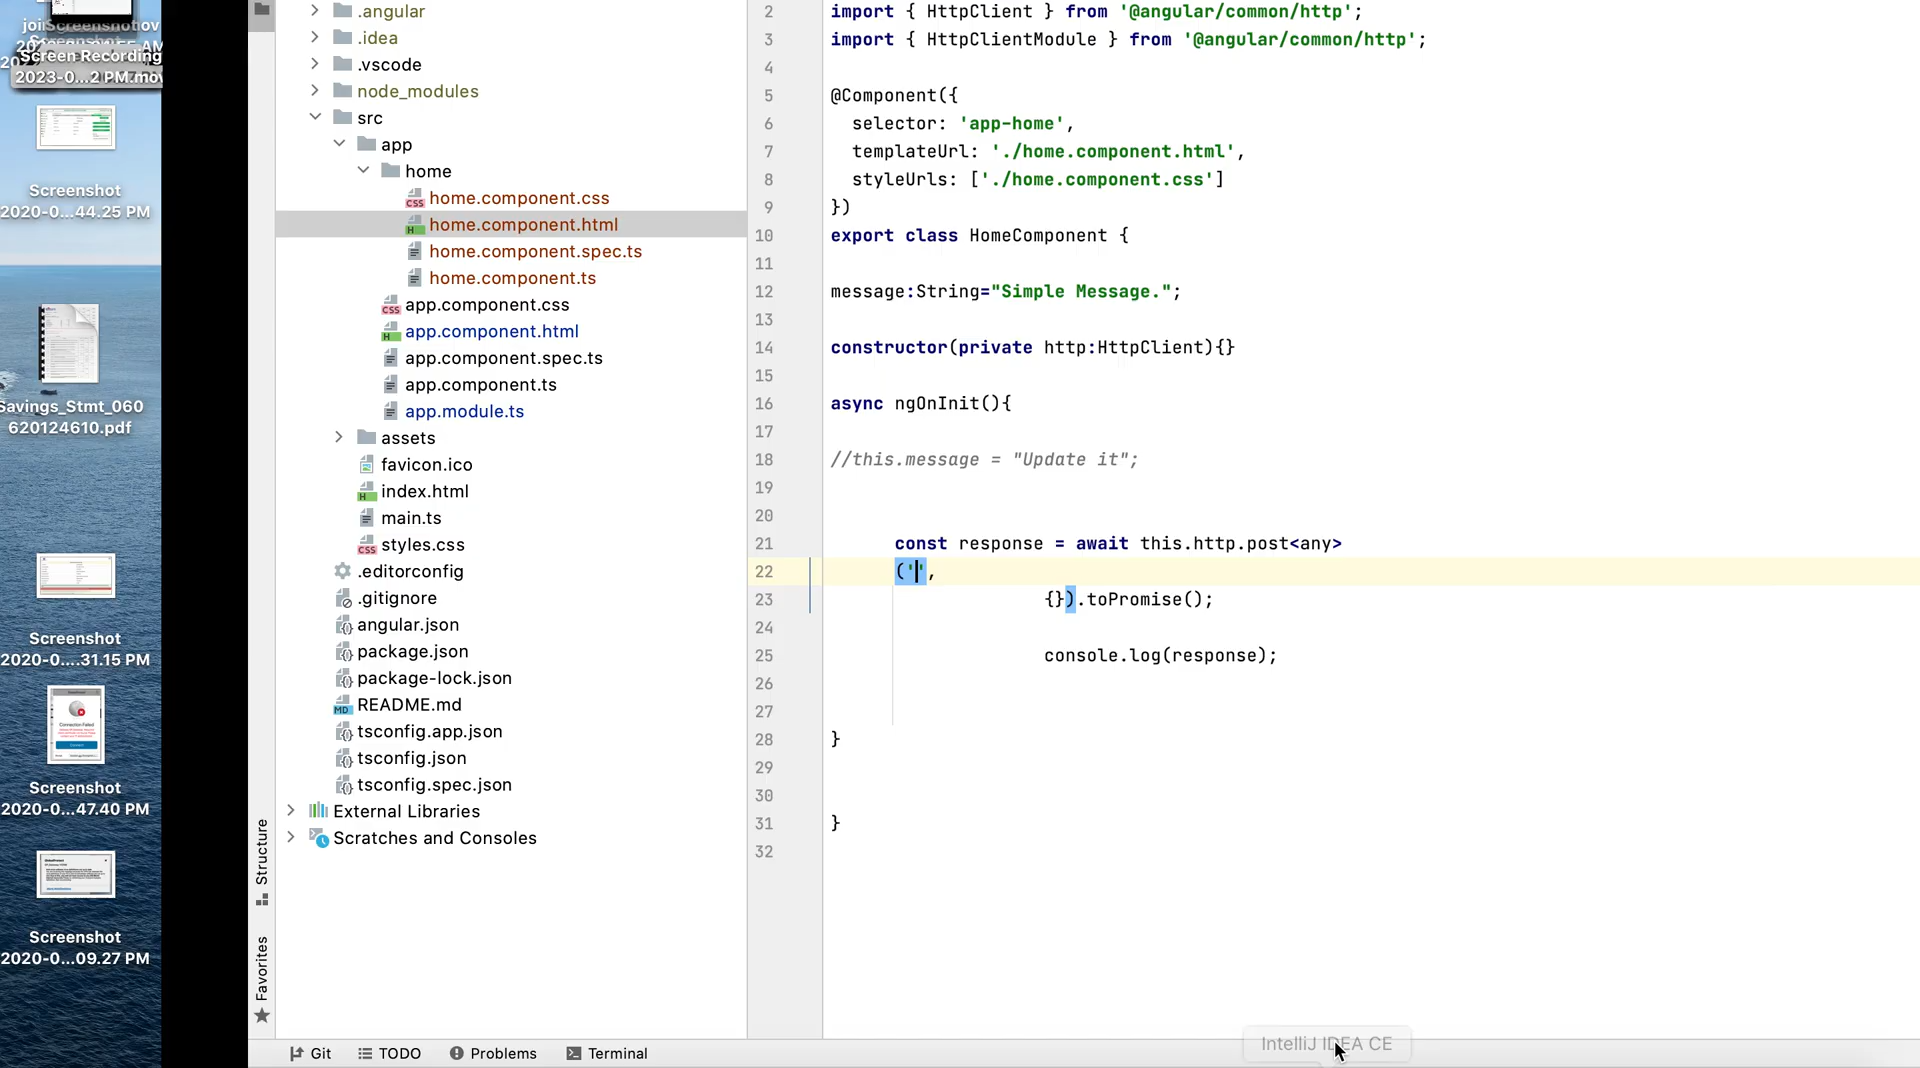 Screen Recording
2023-0...2 PM.mov
Screenshot
2020-0...44.25 PM
Savings_Stmt_060
620124610.pdf
Screenshot
2020-0....31.15 PM
Screenshot
2020-0...47.40 PM
Screenshot
2020-0...09.27 PM
Structure
Favorites
.angular
.idea
.vscode
node_modules
src
app
home
home.component.css
home.component.html
home.component.spec.ts
home.component.ts
app.component.css
app.component.html
app.component.spec.ts
app.component.ts
app.module.ts
assets
favicon.ico
index.html
main.ts
styles.css
.editorconfig
.gitignore
angular.json
package.json
package-lock.json
README.md
tsconfig.app.json
tsconfig.json
tsconfig.spec.json
External Libraries
Scratches and Consoles
2 import { HttpClient } from '@angular/common/http';
3 import { HttpClientModule } from '@angular/common/http';
4
5 @Component({
6 selector: 'app-home',
7 templateUrl: './home.component.html',
8 styleUrls: ['./home.component.css']
9 })
10 export class HomeComponent {
11
12 message:String="Simple Message.";
13
14 constructor(private http:HttpClient){}
15
16 async ngOnInit(){
17
18 //this.message = "Update it";
19
20
21 const response = await this.http.post<any>
22 ('',
23 {}).toPromise();
24
25 console.log(response);
26
27
28 }
29
30
31 }
32
Git TODO Problems Terminal
IntelliJ IDEA CE